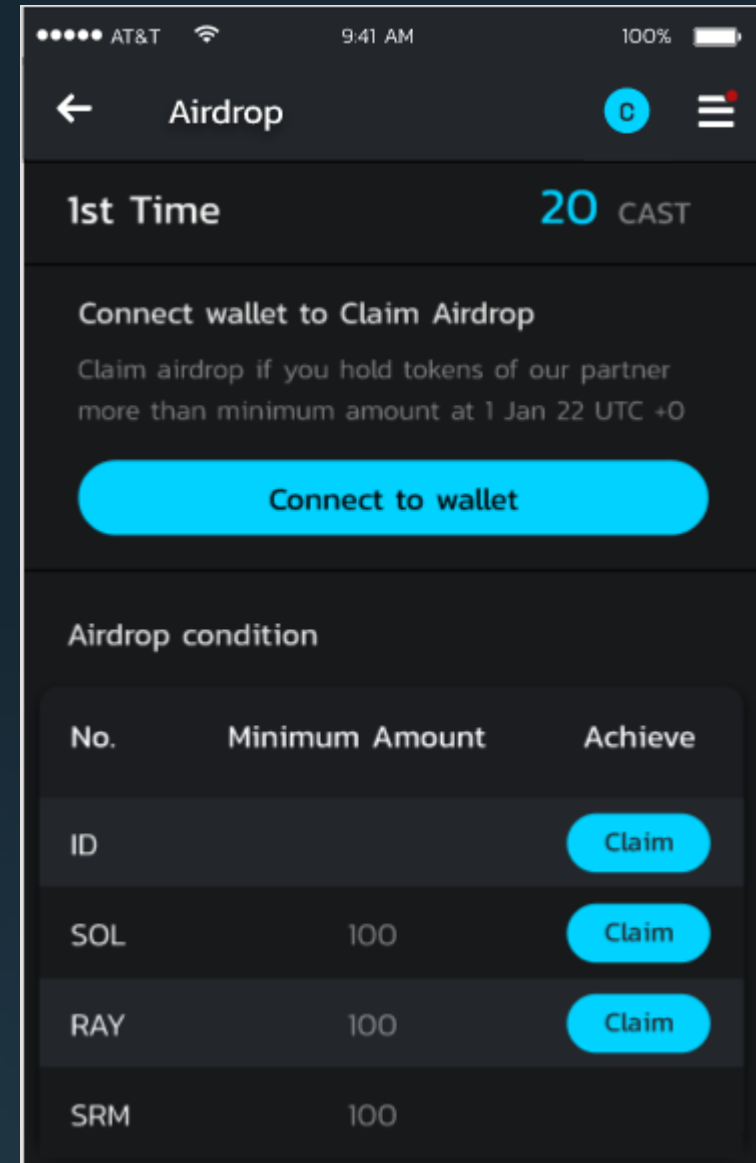 AT&T 9:41 AM 100%
Airdrop C
1st Time 20 CAST
Connect wallet to Claim Airdrop
Claim airdrop if you hold tokens of our partner
more than minimum amount at 1 Jan 22 UTC +0
Connect to wallet
Airdrop condition
No. Minimum Amount Achieve
ID Claim
SOL 100 Claim
RAY 100 Claim
SRM 100